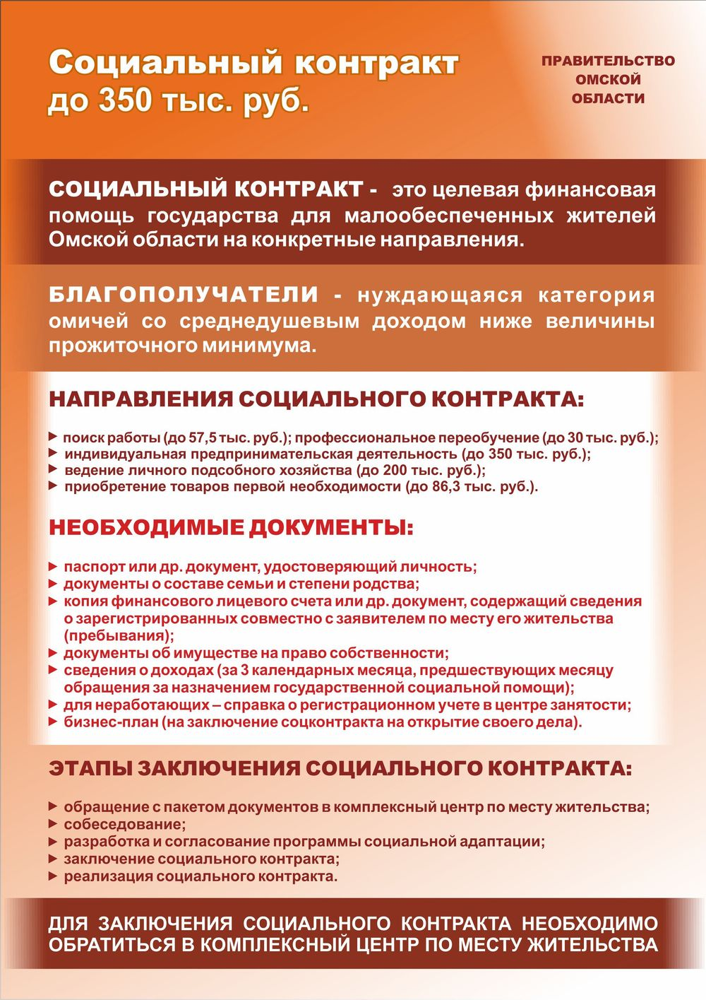 Социальный контракт
до 350 тыс. руб.
ПРАВИТЕЛЬСТВО
ОМСКОЙ
ОБЛАСТИ
СОЦИАЛЬНЫЙ КОНТРАКТ - это целевая финансовая
помощь государства для малообеспеченных жителей
Омской области на конкретные направления.
БЛАГОПОЛУЧАТЕЛИ - нуждающаяся категория
омичей со среднедушевым доходом ниже величины
прожиточного минимума.
НАПРАВЛЕНИЯ СОЦИАЛЬНОГО КОНТРАКТА:
поиск работы (до 57,5 тыс. руб.); профессиональное переобучение (до 30 тыс. руб.);
индивидуальная предпринимательская деятельность (до 350 тыс. руб.);
ведение личного подсобного хозяйства (до 200 тыс. руб.);
приобретение товаров первой необходимости (до 86,3 тыс. руб.).
НЕОБХОДИМЫЕ ДОКУМЕНТЫ:
паспорт или др. документ, удостоверяющий личность;
документы о составе семьи и степени родства;
копия финансового лицевого счета или др. документ, содержащий сведения
о зарегистрированных совместно с заявителем по месту его жительства
(пребывания);
документы об имуществе на право собственности;
сведения о доходах (за 3 календарных месяца, предшествующих месяцу
обращения за назначением государственной социальной помощи);
для неработающих – справка о регистрационном учете в центре занятости;
бизнес-план (на заключение соцконтракта на открытие своего дела).
ЭТАПЫ ЗАКЛЮЧЕНИЯ СОЦИАЛЬНОГО КОНТРАКТА:
обращение с пакетом документов в комплексный центр по месту жительства;
собеседование;
разработка и согласование программы социальной адаптации;
заключение социального контракта;
реализация социального контракта.
ДЛЯ ЗАКЛЮЧЕНИЯ СОЦИАЛЬНОГО КОНТРАКТА НЕОБХОДИМО
ОБРАТИТЬСЯ В КОМПЛЕКСНЫЙ ЦЕНТР ПО МЕСТУ ЖИТЕЛЬСТВА